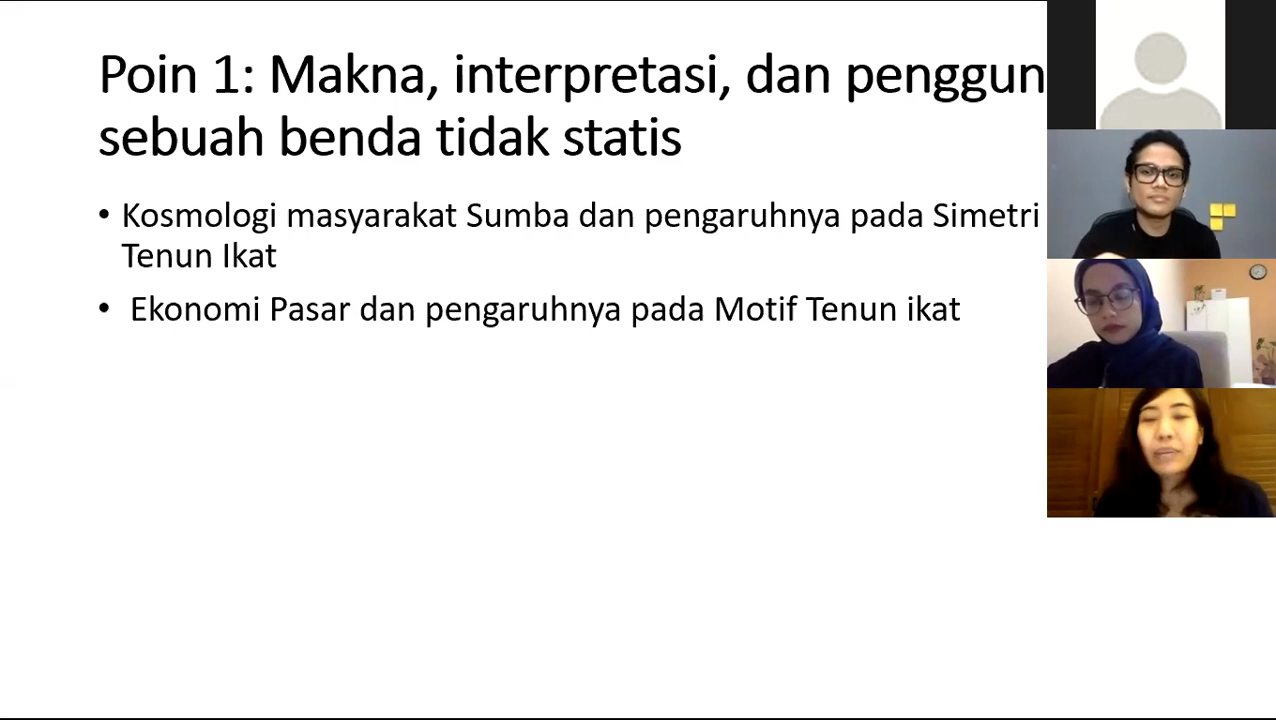 Poin 1: Makna, interpretasi, dan penggun
sebuah benda tidak statis
• Kosmologi masyarakat Sumba dan pengaruhnya pada Simetri
Tenun Ikat
• Ekonomi Pasar dan pengaruhnya pada Motif Tenun ikat